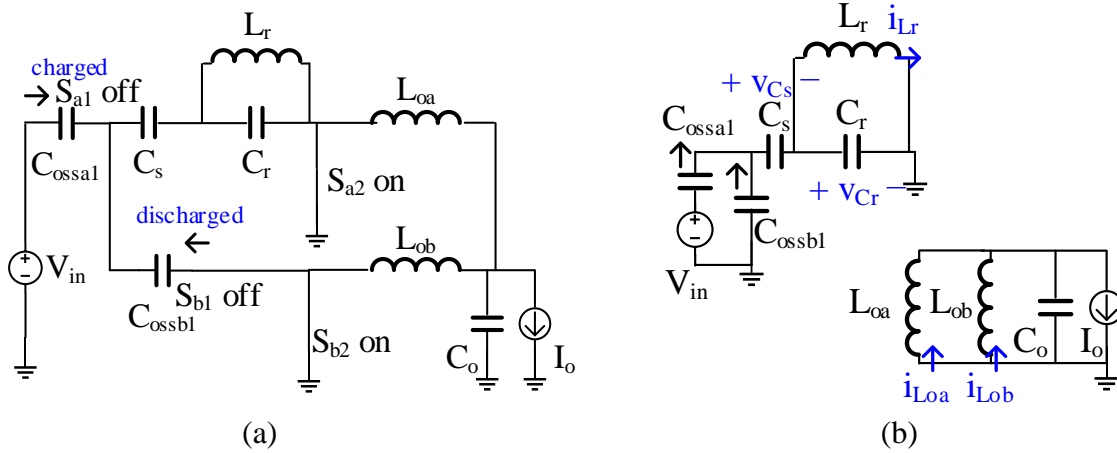 L_r
charged
S_a1 off
L_oa
C_ossa1
C_s
C_r
S_a2 on
discharged
L_ob
V_in
S_b1 off
C_ossb1
S_b2 on
C_o
I_o
(a)
L_r
i_Lr
+ v_Cs −
C_ossa1
C_s
C_r
+ v_Cr −
C_ossb1
V_in
L_oa
L_ob
C_o
I_o
i_Loa
i_Lob
(b)